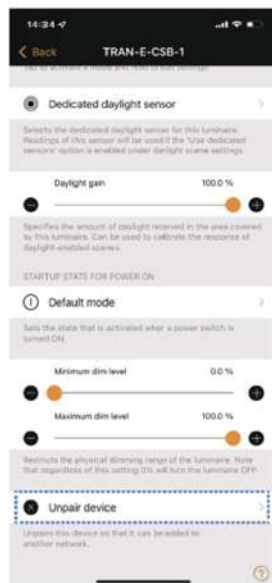 14:34
Back
TRAN-E-CSB-1
Dedicated daylight sensor
Selects the dedicated daylight sensor for this luminaire.
Readings of this sensor will be used if the 'Use dedicated
sensors' option is enabled under daylight scene settings.
Daylight gain 100.0 %
Specifies the amount of daylight received in the area covered
by this luminaire. Can be used to calibrate the response of
daylight-enabled scenes.
STARTUP STATE FOR POWER ON
Default mode
Sets the state that is activated when a power switch is
turned ON.
Minimum dim level 0.0 %
Maximum dim level 100.0 %
Restricts the physical dimming range of the luminaire. Note
that regardless of this setting 0% will turn the luminaire OFF.
Unpair device
Unpairs this device so that it can be added to
another network.
?